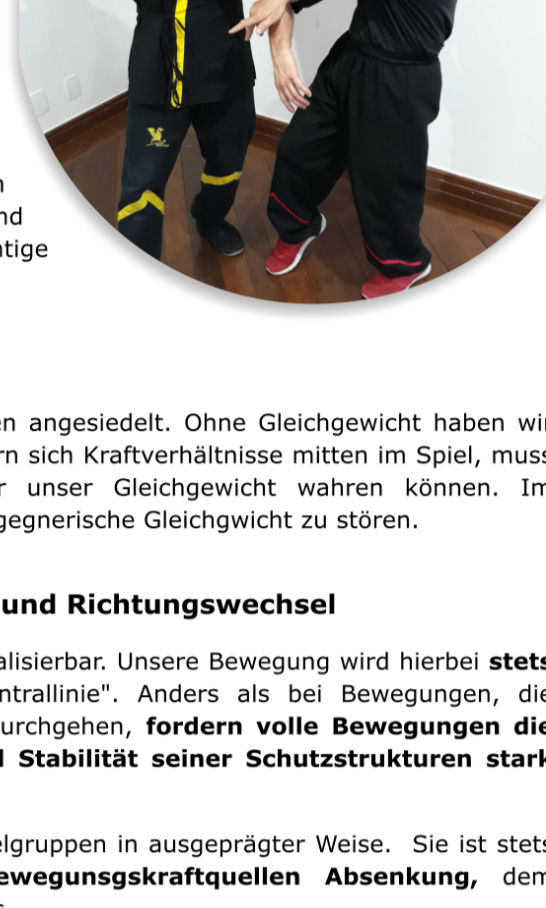 nd
tige
en angesiedelt. Ohne Gleichgewicht haben wir
rn sich Kraftverhältnisse mitten im Spiel, muss
r unser Gleichgewicht wahren können. Im
gegnerische Gleichgwicht zu stören.
und Richtungswechsel
alisierbar. Unsere Bewegung wird hierbei stets
ntrallinie". Anders als bei Bewegungen, die
urchgehen, fordern volle Bewegungen die
Stabilität seiner Schutzstrukturen stark
elgruppen in ausgeprägter Weise. Sie ist stets
ewegunsgskraftquellen Absenkung, dem